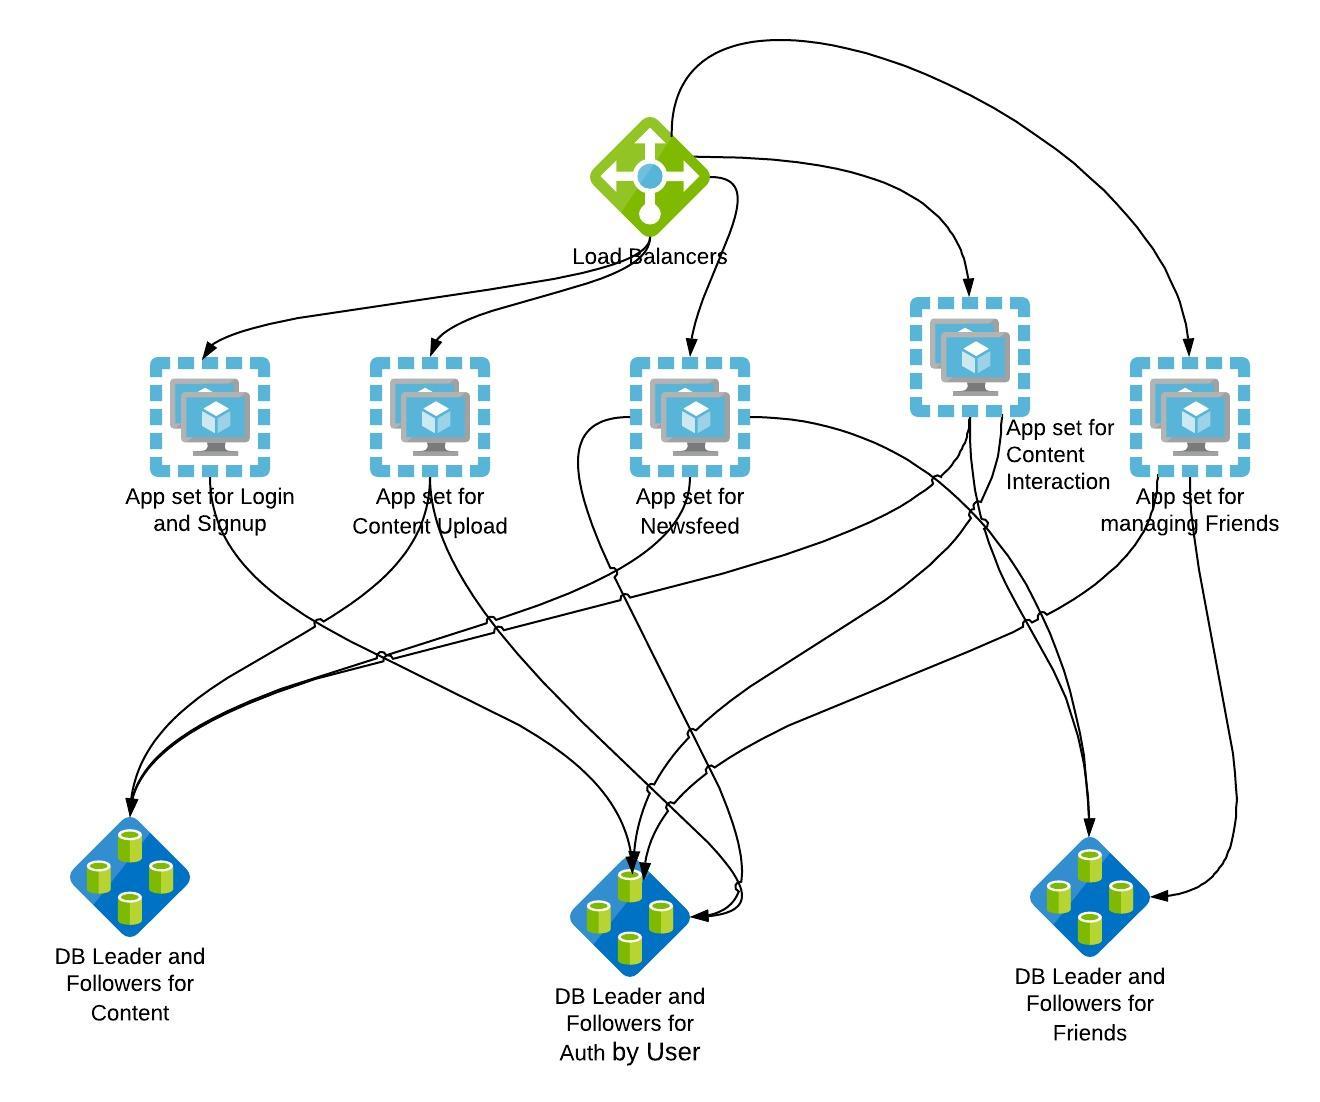 Load Balancers
App set for Login
and Signup
App set for
Content Upload
App set for
Newsfeed
App set for
Content
Interaction
App set for
managing Friends
DB Leader and
Followers for
Content
DB Leader and
Followers for
Auth by User
DB Leader and
Followers for
Friends